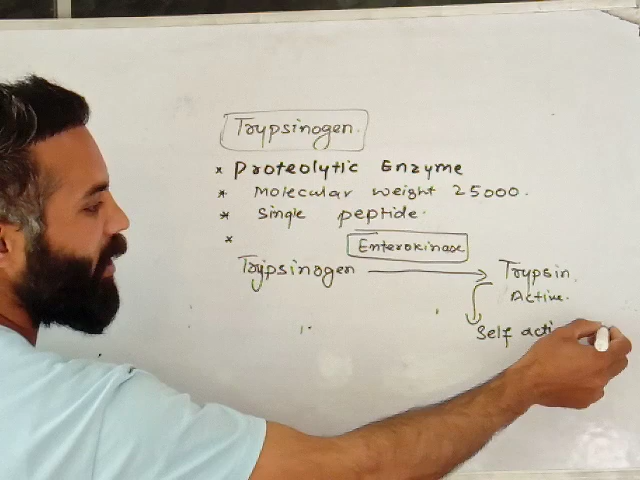 Trypsinogen.
* Proteolytic Enzyme
* Molecular weight 25000.
* Single peptide.
*
Enterokinase
Trypsinogen → Trypsin.
Active.
Self acti